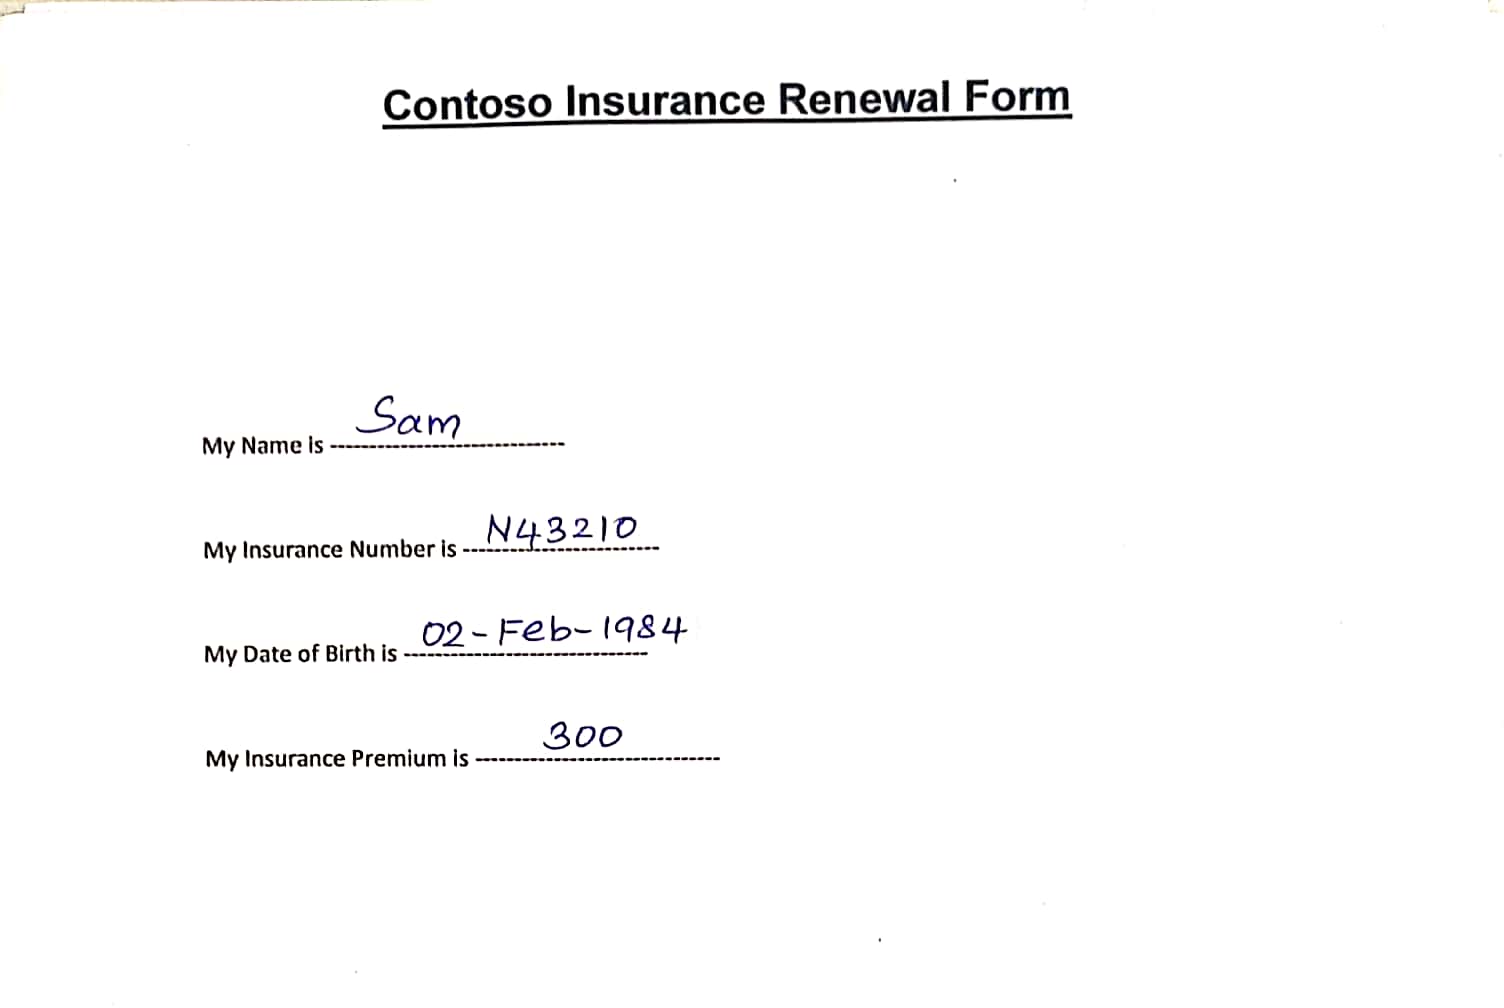 Contoso Insurance Renewal Form
My Name is Sam
My Insurance Number is N43210
My Date of Birth is 02-Feb-1984
My Insurance Premium is 300